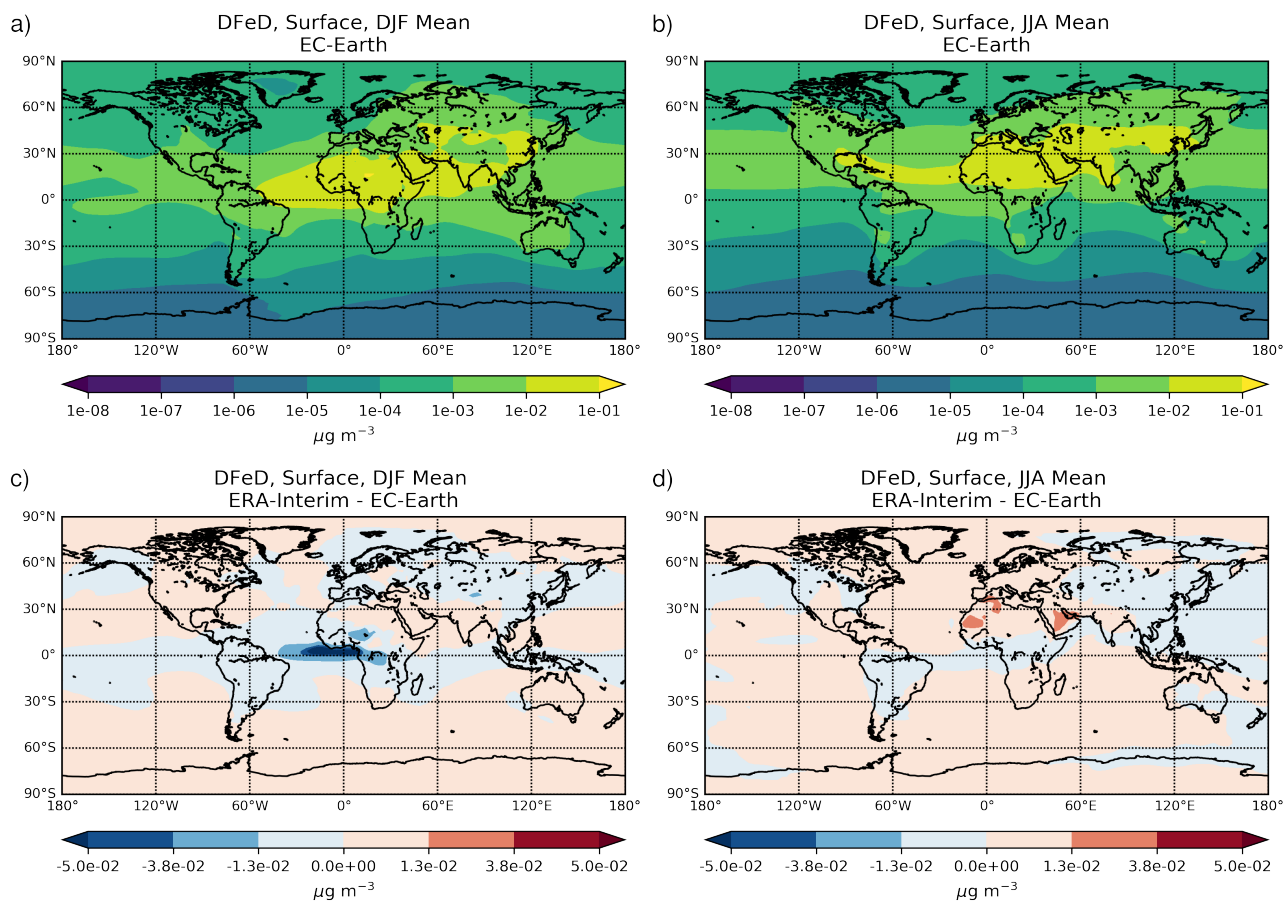 a)
DFeD, Surface, DJF Mean
EC-Earth
90°N
60°N
30°N
0°
30°S
60°S
90°S
180° 120°W 60°W 0° 60°E 120°E 180°
1e-08 1e-07 1e-06 1e-05 1e-04 1e-03 1e-02 1e-01
μg m⁻³
b)
DFeD, Surface, JJA Mean
EC-Earth
90°N
60°N
30°N
0°
30°S
60°S
90°S
180° 120°W 60°W 0° 60°E 120°E 180°
1e-08 1e-07 1e-06 1e-05 1e-04 1e-03 1e-02 1e-01
μg m⁻³
c)
DFeD, Surface, DJF Mean
ERA-Interim - EC-Earth
90°N
60°N
30°N
0°
30°S
60°S
90°S
180° 120°W 60°W 0° 60°E 120°E 180°
-5.0e-02 -3.8e-02 -1.3e-02 0.0e+00 1.3e-02 3.8e-02 5.0e-02
μg m⁻³
d)
DFeD, Surface, JJA Mean
ERA-Interim - EC-Earth
90°N
60°N
30°N
0°
30°S
60°S
90°S
180° 120°W 60°W 0° 60°E 120°E 180°
-5.0e-02 -3.8e-02 -1.3e-02 0.0e+00 1.3e-02 3.8e-02 5.0e-02
μg m⁻³